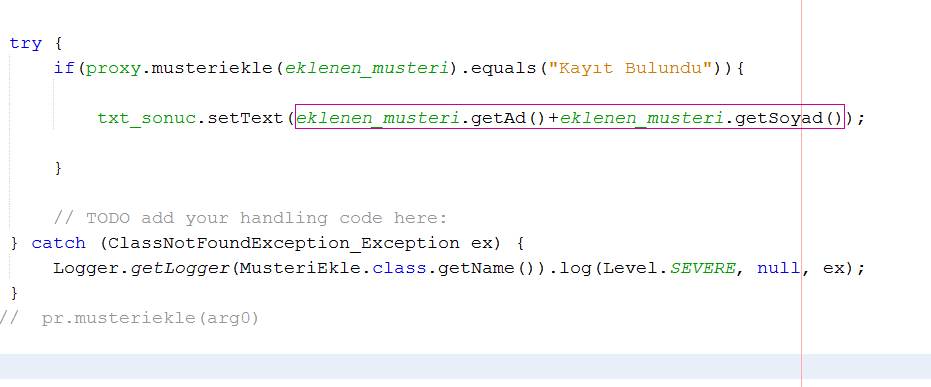 try {
if(proxy.musteriekle(eklenen_musteri).equals("Kayıt Bulundu")){
txt_sonuc.setText(eklenen_musteri.getAd()+eklenen_musteri.getSoyad());
}
// TODO add your handling code here:
} catch (ClassNotFoundException_Exception ex) {
Logger.getLogger(MusteriEkle.class.getName()).log(Level.SEVERE, null, ex);
}
// pr.musteriekle(arg0)